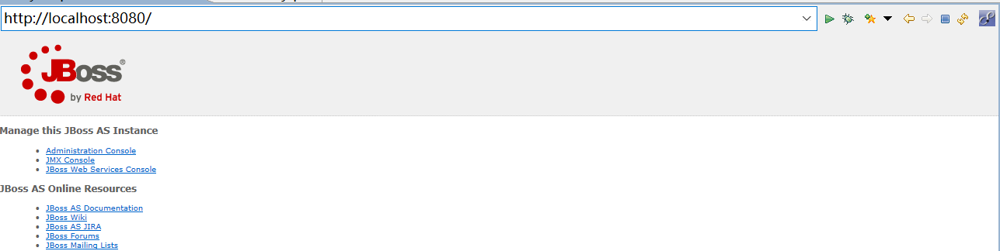 http://localhost:8080/
JBoss®
by Red Hat
Manage this JBoss AS Instance
Administration Console
JMX Console
JBoss Web Services Console
JBoss AS Online Resources
JBoss AS Documentation
JBoss Wiki
JBoss AS JIRA
JBoss Forums
JBoss Mailing Lists